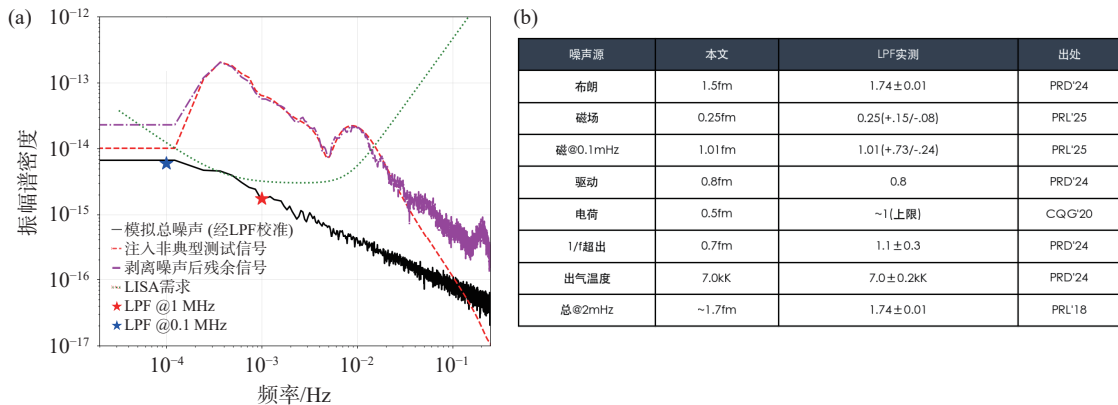 (a)
10⁻¹²
10⁻¹³
10⁻¹⁴
10⁻¹⁵
10⁻¹⁶
10⁻¹⁷
振幅谱密度
模拟总噪声 (经LPF校准)
注入非典型测试信号
剥离噪声后残余信号
LISA需求
LPF @1 MHz
LPF @0.1 MHz
10⁻⁴ 10⁻³ 10⁻² 10⁻¹
频率/Hz
(b)
噪声源 本文 LPF实测 出处
布朗 1.5fm 1.74±0.01 PRD'24
磁场 0.25fm 0.25(+.15/-.08) PRL'25
磁@0.1mHz 1.01fm 1.01(+.73/-.24) PRL'25
驱动 0.8fm 0.8 PRD'24
电荷 0.5fm ~1(上限) CQG'20
1/f超出 0.7fm 1.1±0.3 PRD'24
出气温度 7.0kK 7.0±0.2kK PRD'24
总@2mHz ~1.7fm 1.74±0.01 PRL'18